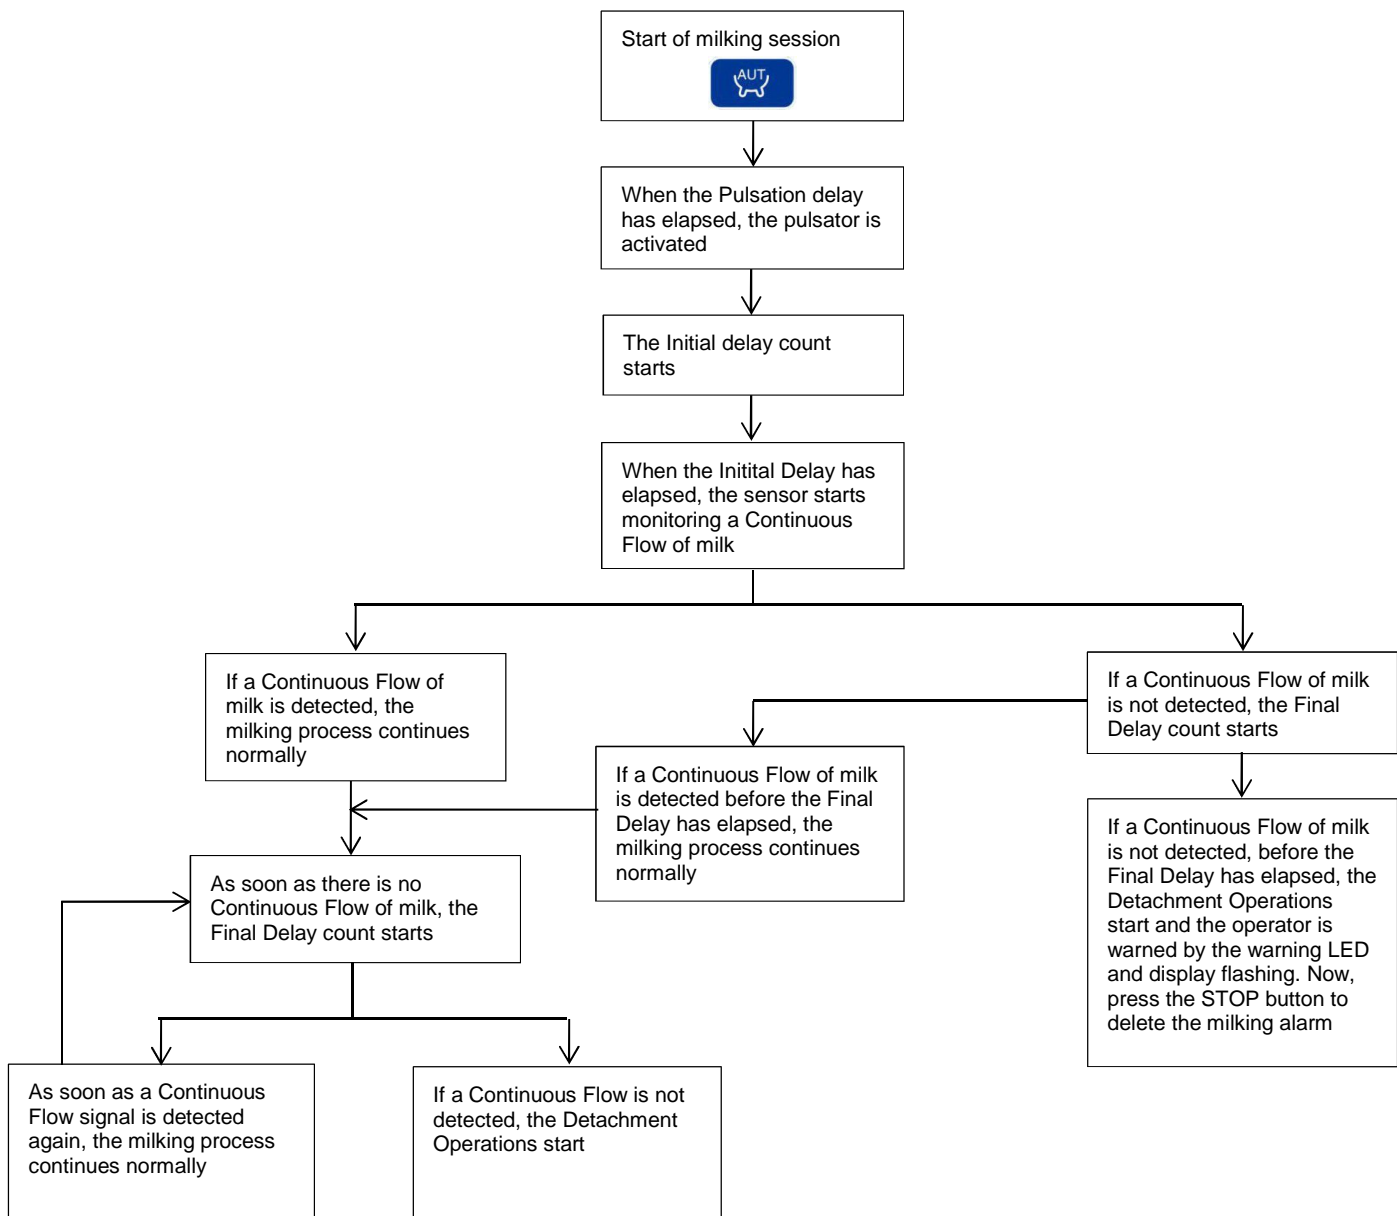 Start of milking session
AUT
When the Pulsation delay
has elapsed, the pulsator is
activated
The Initial delay count
starts
When the Initital Delay has
elapsed, the sensor starts
monitoring a Continuous
Flow of milk
If a Continuous Flow of
milk is detected, the
milking process continues
normally
If a Continuous Flow of milk
is not detected, the Final
Delay count starts
If a Continuous Flow of milk
is detected before the Final
Delay has elapsed, the
milking process continues
normally
If a Continuous Flow of milk
is not detected, before the
Final Delay has elapsed, the
Detachment Operations
start and the operator is
warned by the warning LED
and display flashing. Now,
press the STOP button to
delete the milking alarm
As soon as there is no
Continuous Flow of milk, the
Final Delay count starts
As soon as a Continuous
Flow signal is detected
again, the milking process
continues normally
If a Continuous Flow is not
detected, the Detachment
Operations start